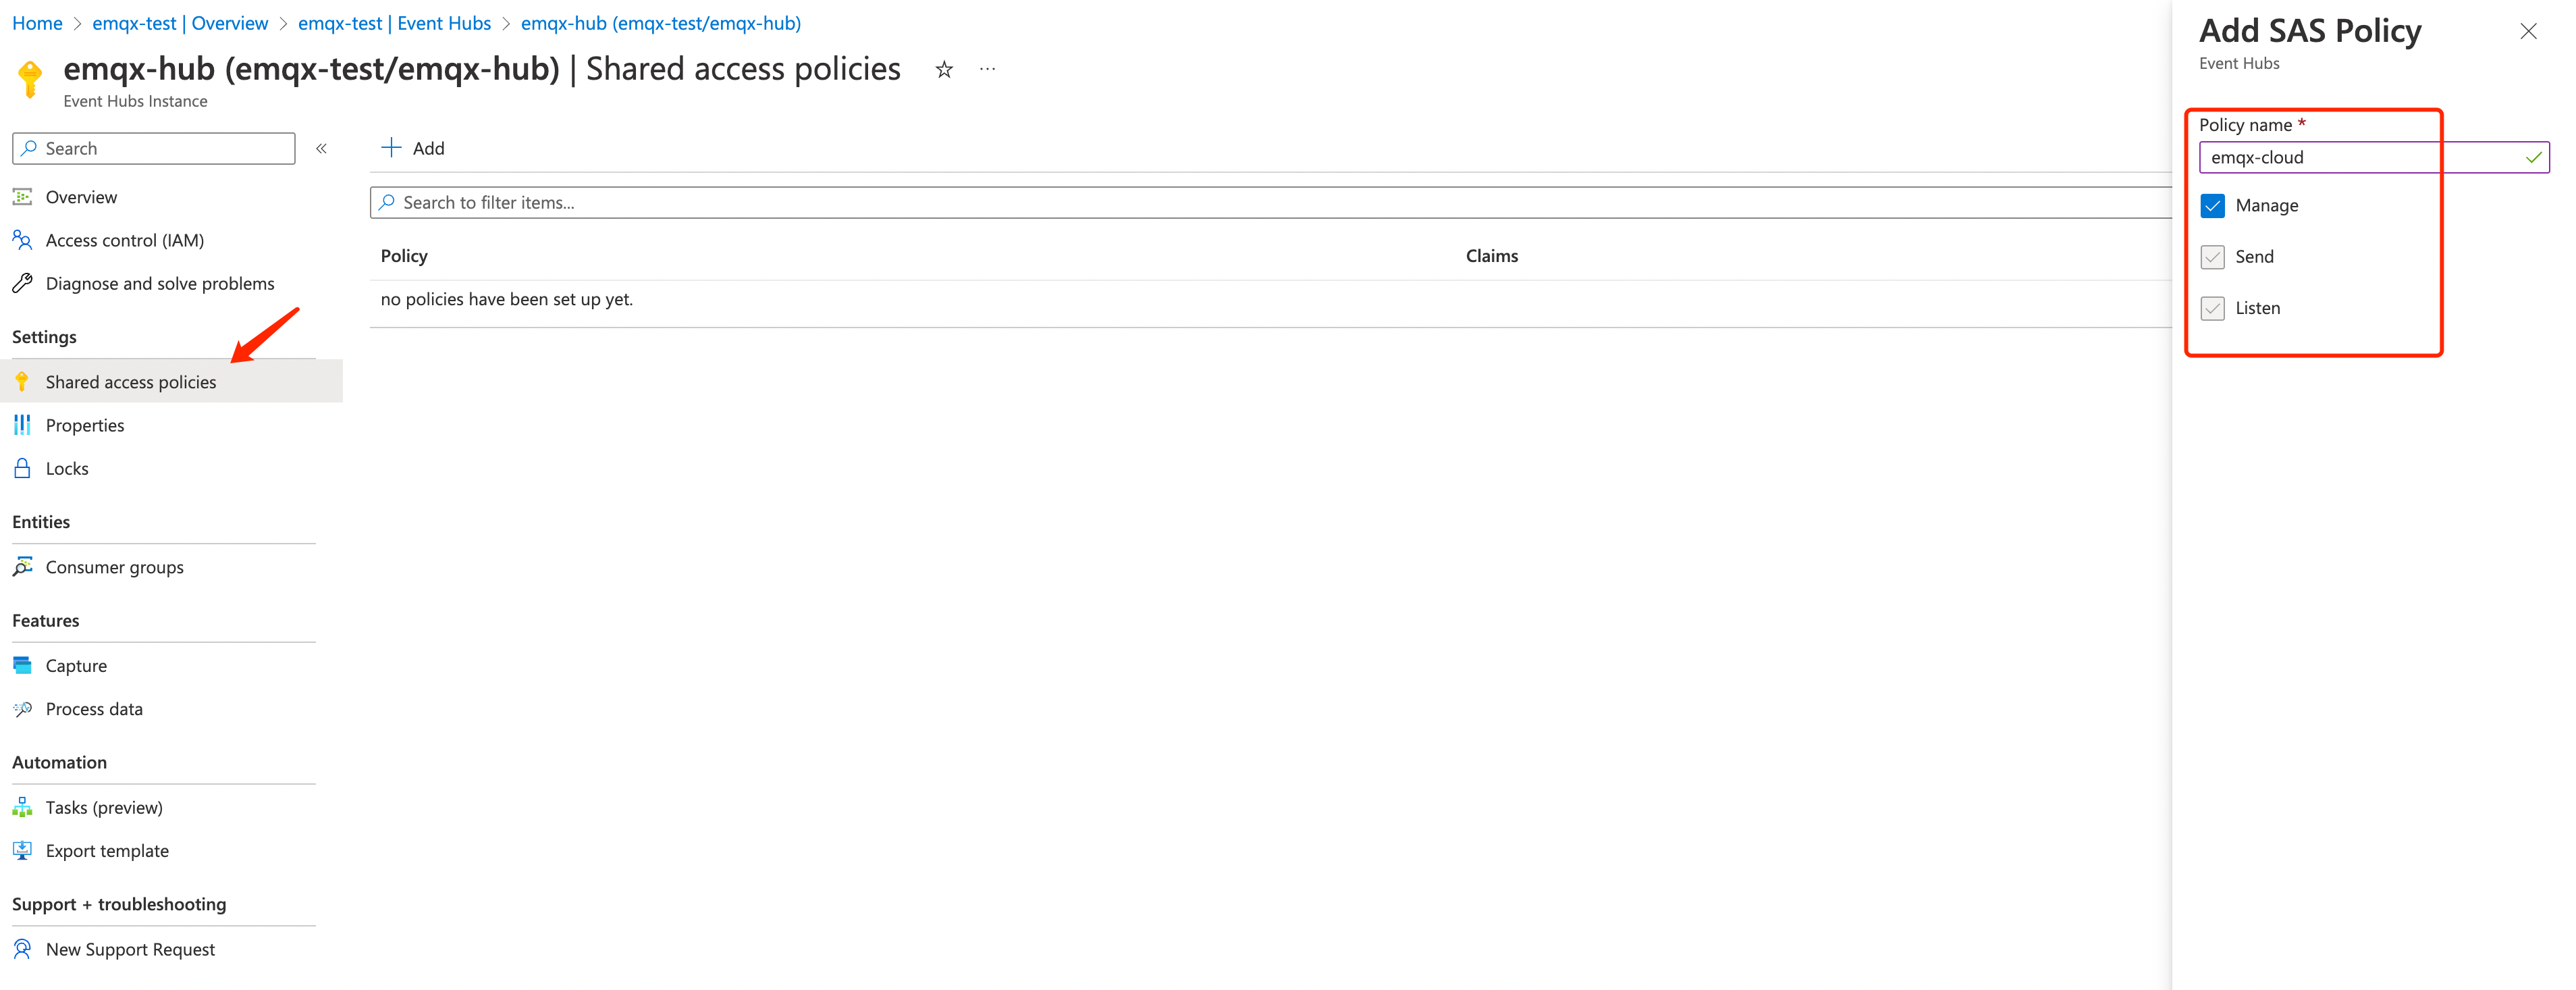 Home > emqx-test | Overview > emqx-test | Event Hubs > emqx-hub (emqx-test/emqx-hub)
emqx-hub (emqx-test/emqx-hub) | Shared access policies ...
Event Hubs Instance
Search «
Overview
Access control (IAM)
Diagnose and solve problems
Settings
Shared access policies
Properties
Locks
Entities
Consumer groups
Features
Capture
Process data
Automation
Tasks (preview)
Export template
Support + troubleshooting
New Support Request
+ Add
Search to filter items...
Policy Claims
no policies have been set up yet.
Add SAS Policy
Event Hubs
Policy name *
emqx-cloud
Manage
Send
Listen